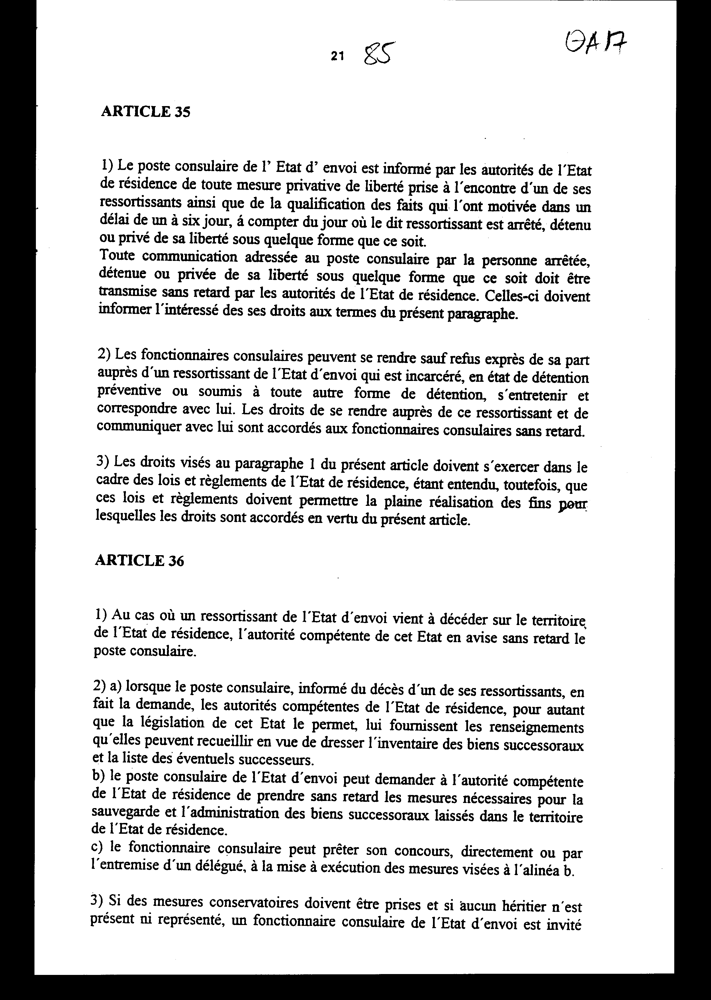 21 85
ARTICLE 35
1) Le poste consulaire de l’ Etat d’ envoi est informé par les autorités de l´Etat
de résidence de toute mesure privative de liberté prise à l´encontre d´un de ses
ressortissants ainsi que de la qualification des faits qui l´ont motivée dans un
délai de un à six jour, á compter du jour où le dit ressortissant est arrêté, détenu
ou privé de sa liberté sous quelque forme que ce soit.
Toute communication adressée au poste consulaire par la personne arrêtée,
détenue ou privée de sa liberté sous quelque forme que ce soit doit être
transmise sans retard par les autorités de l´Etat de résidence. Celles-ci doivent
informer l´intéressé des ses droits aux termes du présent paragraphe.
2) Les fonctionnaires consulaires peuvent se rendre sauf refus exprès de sa part
auprès d´un ressortissant de l´Etat d´envoi qui est incarcéré, en état de détention
préventive ou soumis à toute autre forme de détention, s´entretenir et
correspondre avec lui. Les droits de se rendre auprès de ce ressortissant et de
communiquer avec lui sont accordés aux fonctionnaires consulaires sans retard.
3) Les droits visés au paragraphe 1 du présent article doivent s´exercer dans le
cadre des lois et règlements de l´Etat de résidence, étant entendu, toutefois, que
ces lois et règlements doivent permettre la plaine réalisation des fins pour
lesquelles les droits sont accordés en vertu du présent article.
ARTICLE 36
1) Au cas où un ressortissant de l´Etat d´envoi vient à décéder sur le territoire
de l´Etat de résidence, l´autorité compétente de cet Etat en avise sans retard le
poste consulaire.
2) a) lorsque le poste consulaire, informé du décès d´un de ses ressortissants, en
fait la demande, les autorités compétentes de l´Etat de résidence, pour autant
que la législation de cet Etat le permet, lui fournissent les renseignements
qu´elles peuvent recueillir en vue de dresser l´inventaire des biens successoraux
et la liste des éventuels successeurs.
b) le poste consulaire de l´Etat d´envoi peut demander à l´autorité compétente
de l´Etat de résidence de prendre sans retard les mesures nécessaires pour la
sauvegarde et l´administration des biens successoraux laissés dans le territoire
de l´Etat de résidence.
c) le fonctionnaire consulaire peut prêter son concours, directement ou par
l´entremise d´un délégué, à la mise à exécution des mesures visées à l´alinéa b.
3) Si des mesures conservatoires doivent être prises et si aucun héritier n´est
présent ni représenté, un fonctionnaire consulaire de l´Etat d´envoi est invité